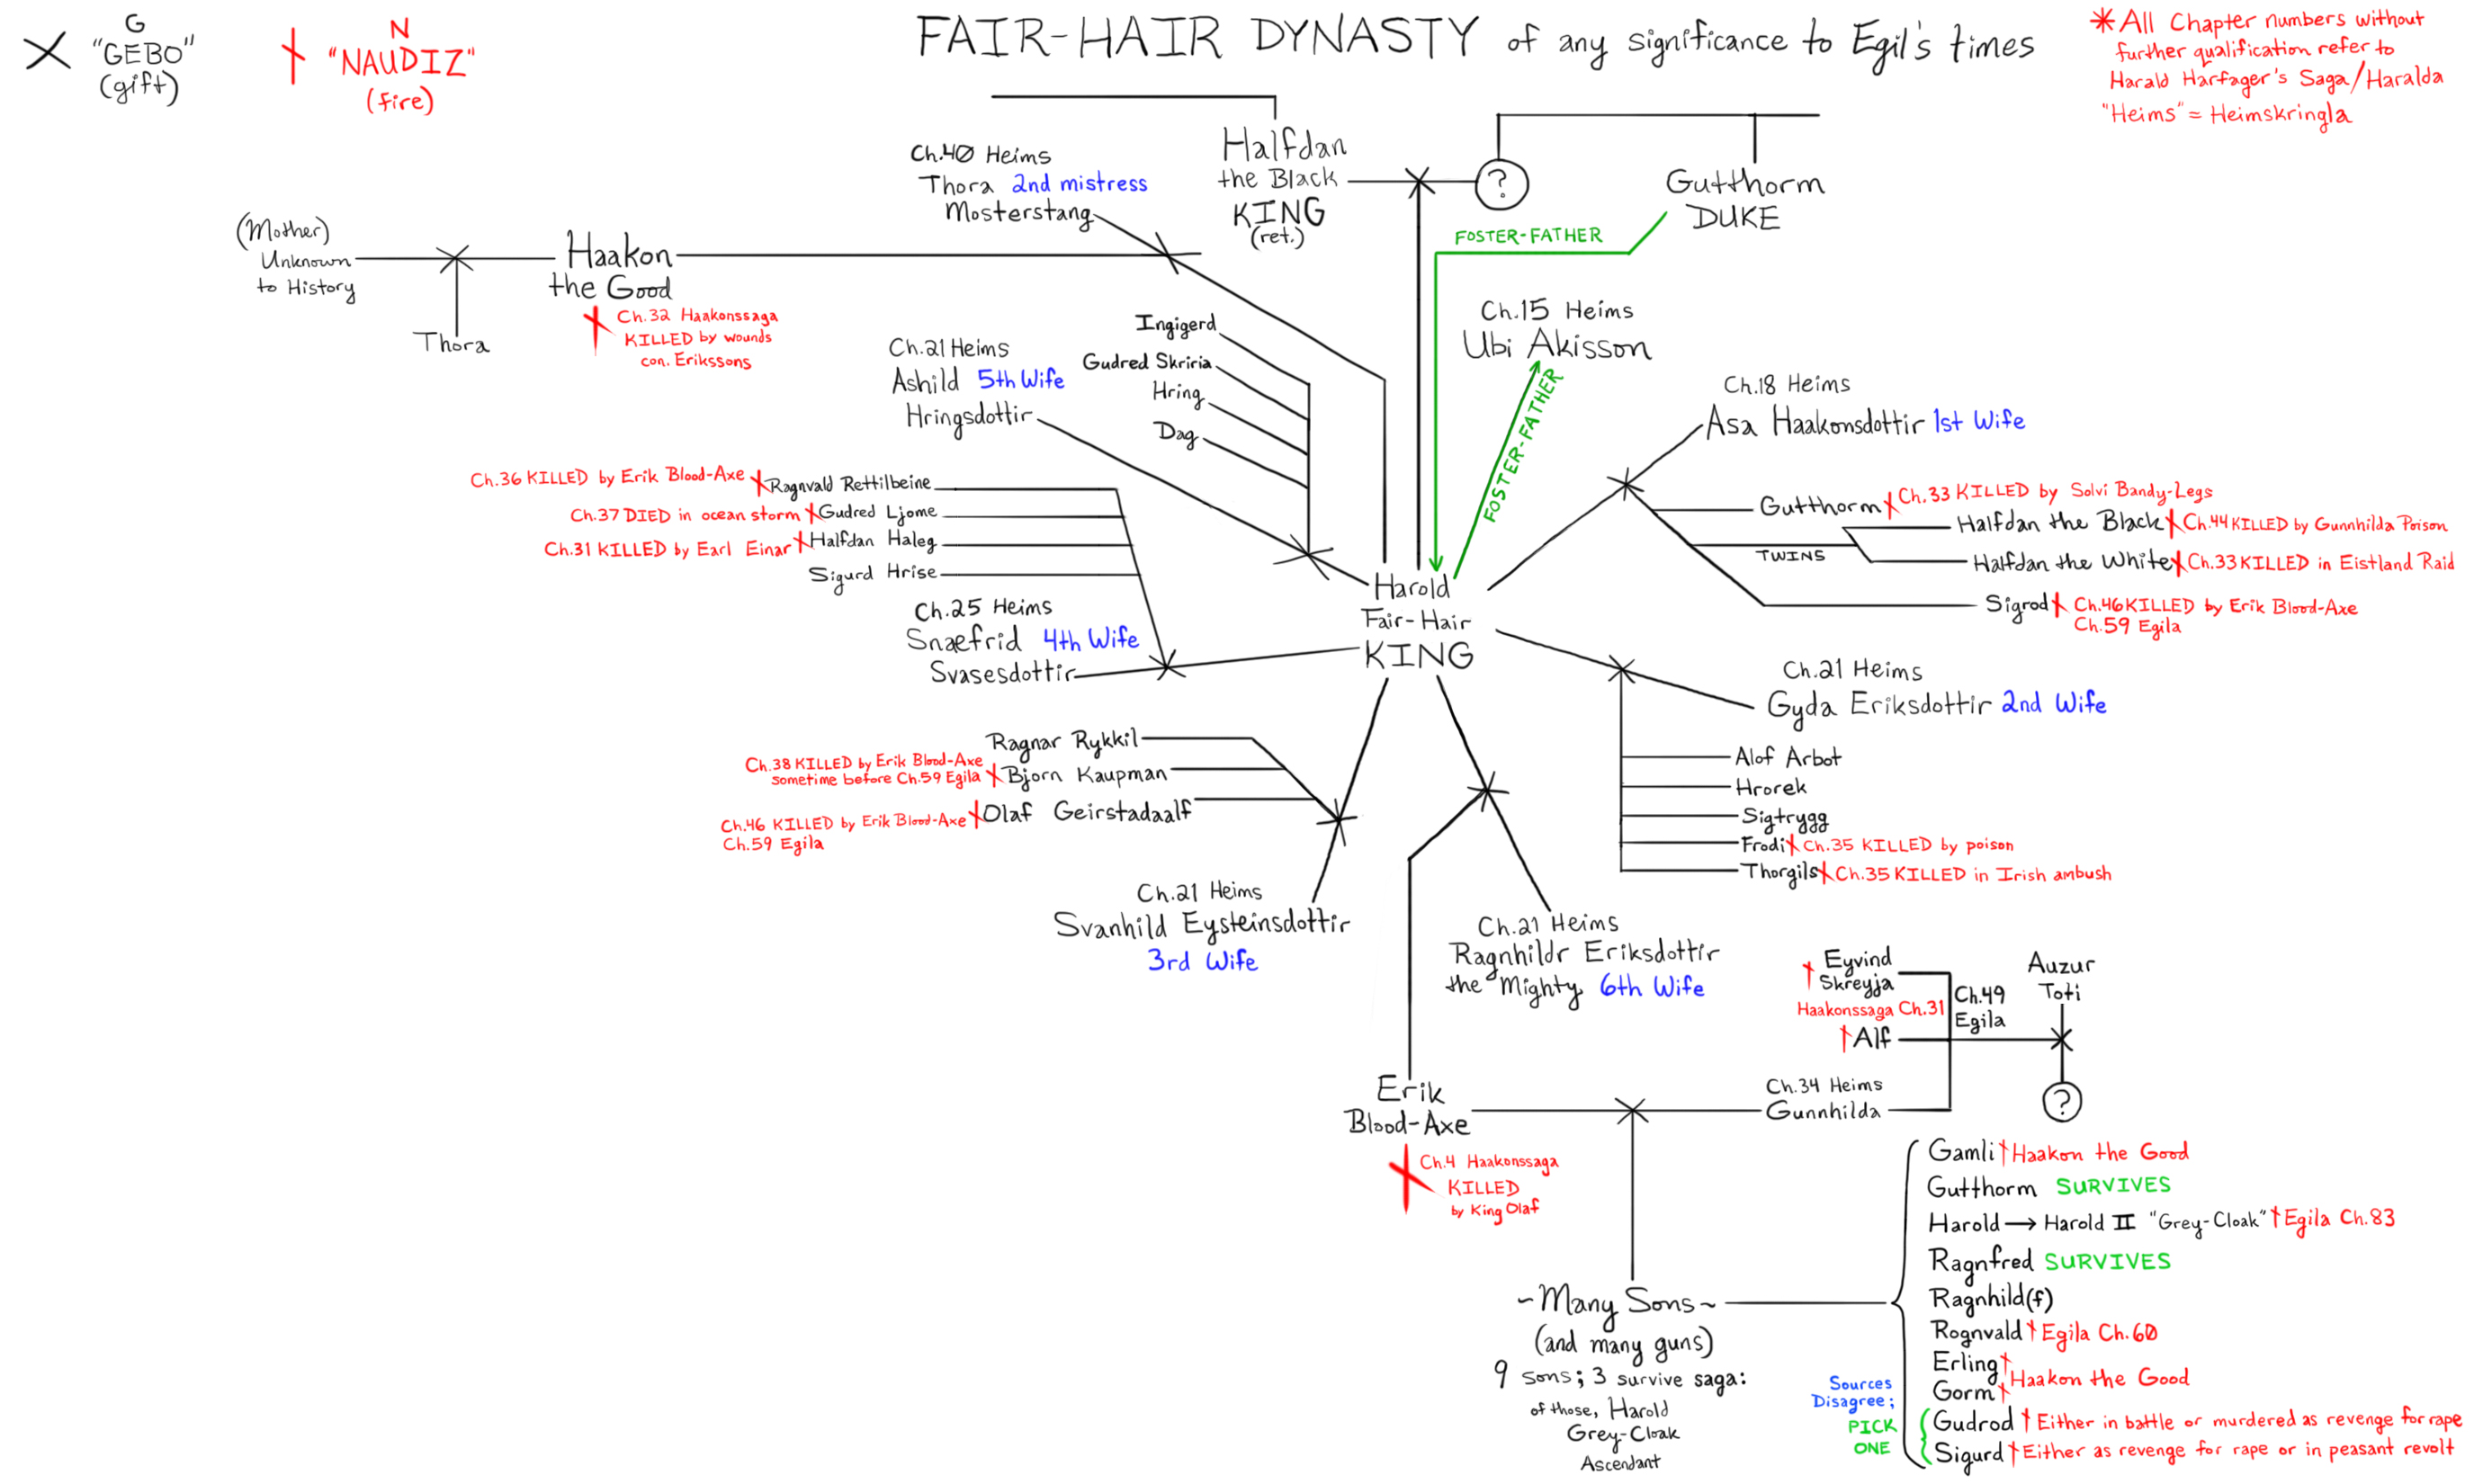 G
"GEBO"
(gift)
N
"NAUDIZ"
(fire)
FAIR-HAIR DYNASTY of any significance to Egil's times
*All Chapter numbers without
further qualification refer to
Harald Harfager's Saga/Haralda
"Heims" = Heimskringla
Ch.40 Heims
Thora 2nd mistress
Mosterstang
Halfdan
the Black
KING
(ret.)
?
Gutthorm
DUKE
FOSTER-FATHER
(Mother)
Unknown
to History
Haakon
the Good
Thora
Ch.32 Haakonssaga
KILLED by wounds
con. Erikssons
Ch.15 Heims
Ubi Akisson
FOSTER-FATHER
Ch.21 Heims
Ashild 5th Wife
Hringsdottir
Ingigerd
Gudred Skriria
Hring
Dag
Ch.18 Heims
Asa Haakonsdottir 1st Wife
Gutthorm Ch.33 KILLED by Solvi Bandy-Legs
TWINS
Halfdan the Black Ch.44 KILLED by Gunnhilda Poison
Halfdan the White Ch.33 KILLED in Eistland Raid
Sigrod Ch.46 KILLED by Erik Blood-Axe
Ch.59 Egila
Ch.36 KILLED by Erik Blood-Axe Ragnvald Rettilbeine
Ch.37 DIED in ocean storm Gudred Ljome
Ch.31 KILLED by Earl Einar Halfdan Haleg
Sigurd Hrise
Ch.25 Heims
Snaefrid 4th Wife
Svasesdottir
Harold
Fair-Hair
KING
Ch.21 Heims
Gyda Eriksdottir 2nd Wife
Alof Arbot
Hrorek
Sigtrygg
Frodi Ch.35 KILLED by poison
Thorgils Ch.35 KILLED in Irish ambush
Ragnar Rykkil
Ch.38 KILLED by Erik Blood-Axe
sometime before Ch.59 Egila
Bjorn Kaupman
Ch.46 KILLED by Erik Blood-Axe
Ch.59 Egila
Olaf Geirstadaalf
Ch.21 Heims
Svanhild Eysteinsdottir
3rd Wife
Ch.21 Heims
Ragnhildr Eriksdottir
the Mighty 6th Wife
Eyvind
Skreyja
Haakonssaga Ch.31
Alf
Ch.49
Egila
Auzur
Toti
?
Ch.34 Heims
Gunnhilda
Erik
Blood-Axe
Ch.4 Haakonssaga
KILLED
by King Olaf
~Many Sons~
(and many guns)
9 sons; 3 survive saga:
of those, Harold
Grey-Cloak
Ascendant
Gamli Haakon the Good
Gutthorm SURVIVES
Harold → Harold II "Grey-Cloak" Egila Ch.83
Ragnfred SURVIVES
Ragnhild(f)
Rognvald Egila Ch.60
Erling
Gorm
Haakon the Good
Sources
Disagree;
PICK
ONE
Gudrod Either in battle or murdered as revenge for rape
Sigurd Either as revenge for rape or in peasant revolt